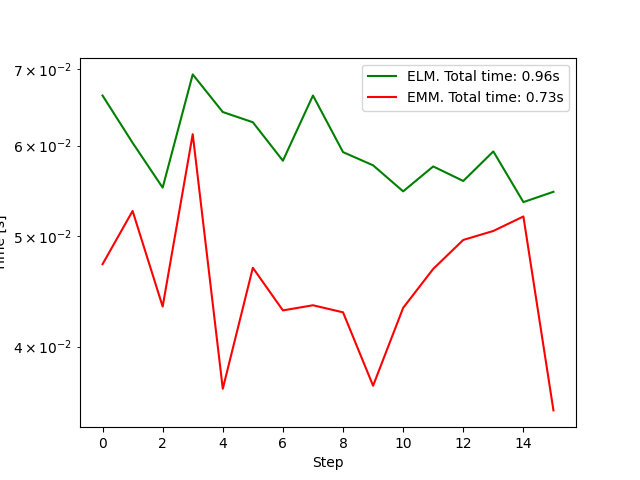 ELM. Total time: 0.96s
EMM. Total time: 0.73s
7 × 10⁻²
6 × 10⁻²
5 × 10⁻²
4 × 10⁻²
Time [s]
0 2 4 6 8 10 12 14
Step